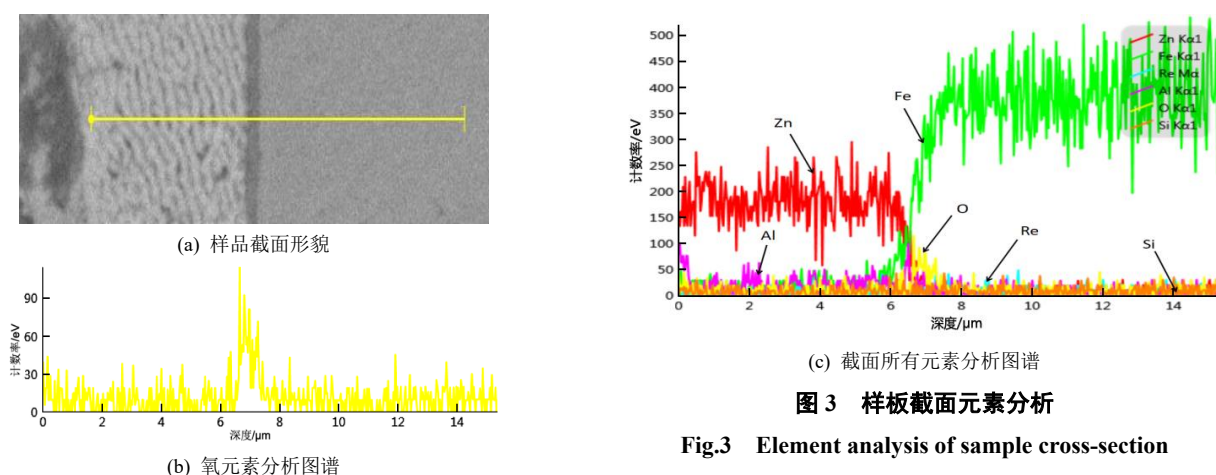 (a) 样品截面形貌
计数率/eV
90
60
30
0
0 2 4 6 8 10 12 14
深度/μm
(b) 氧元素分析图谱
计数率/eV
500
450
400
350
300
250
200
150
100
50
0
Zn Kα1
Fe Kα1
Re Mα
Al Kα1
O Kα1
Si Kα1
Fe
Zn
O
Al
Re
Si
0 2 4 6 8 10 12 14
深度/μm
(c) 截面所有元素分析图谱
图 3 样板截面元素分析
Fig.3 Element analysis of sample cross-section